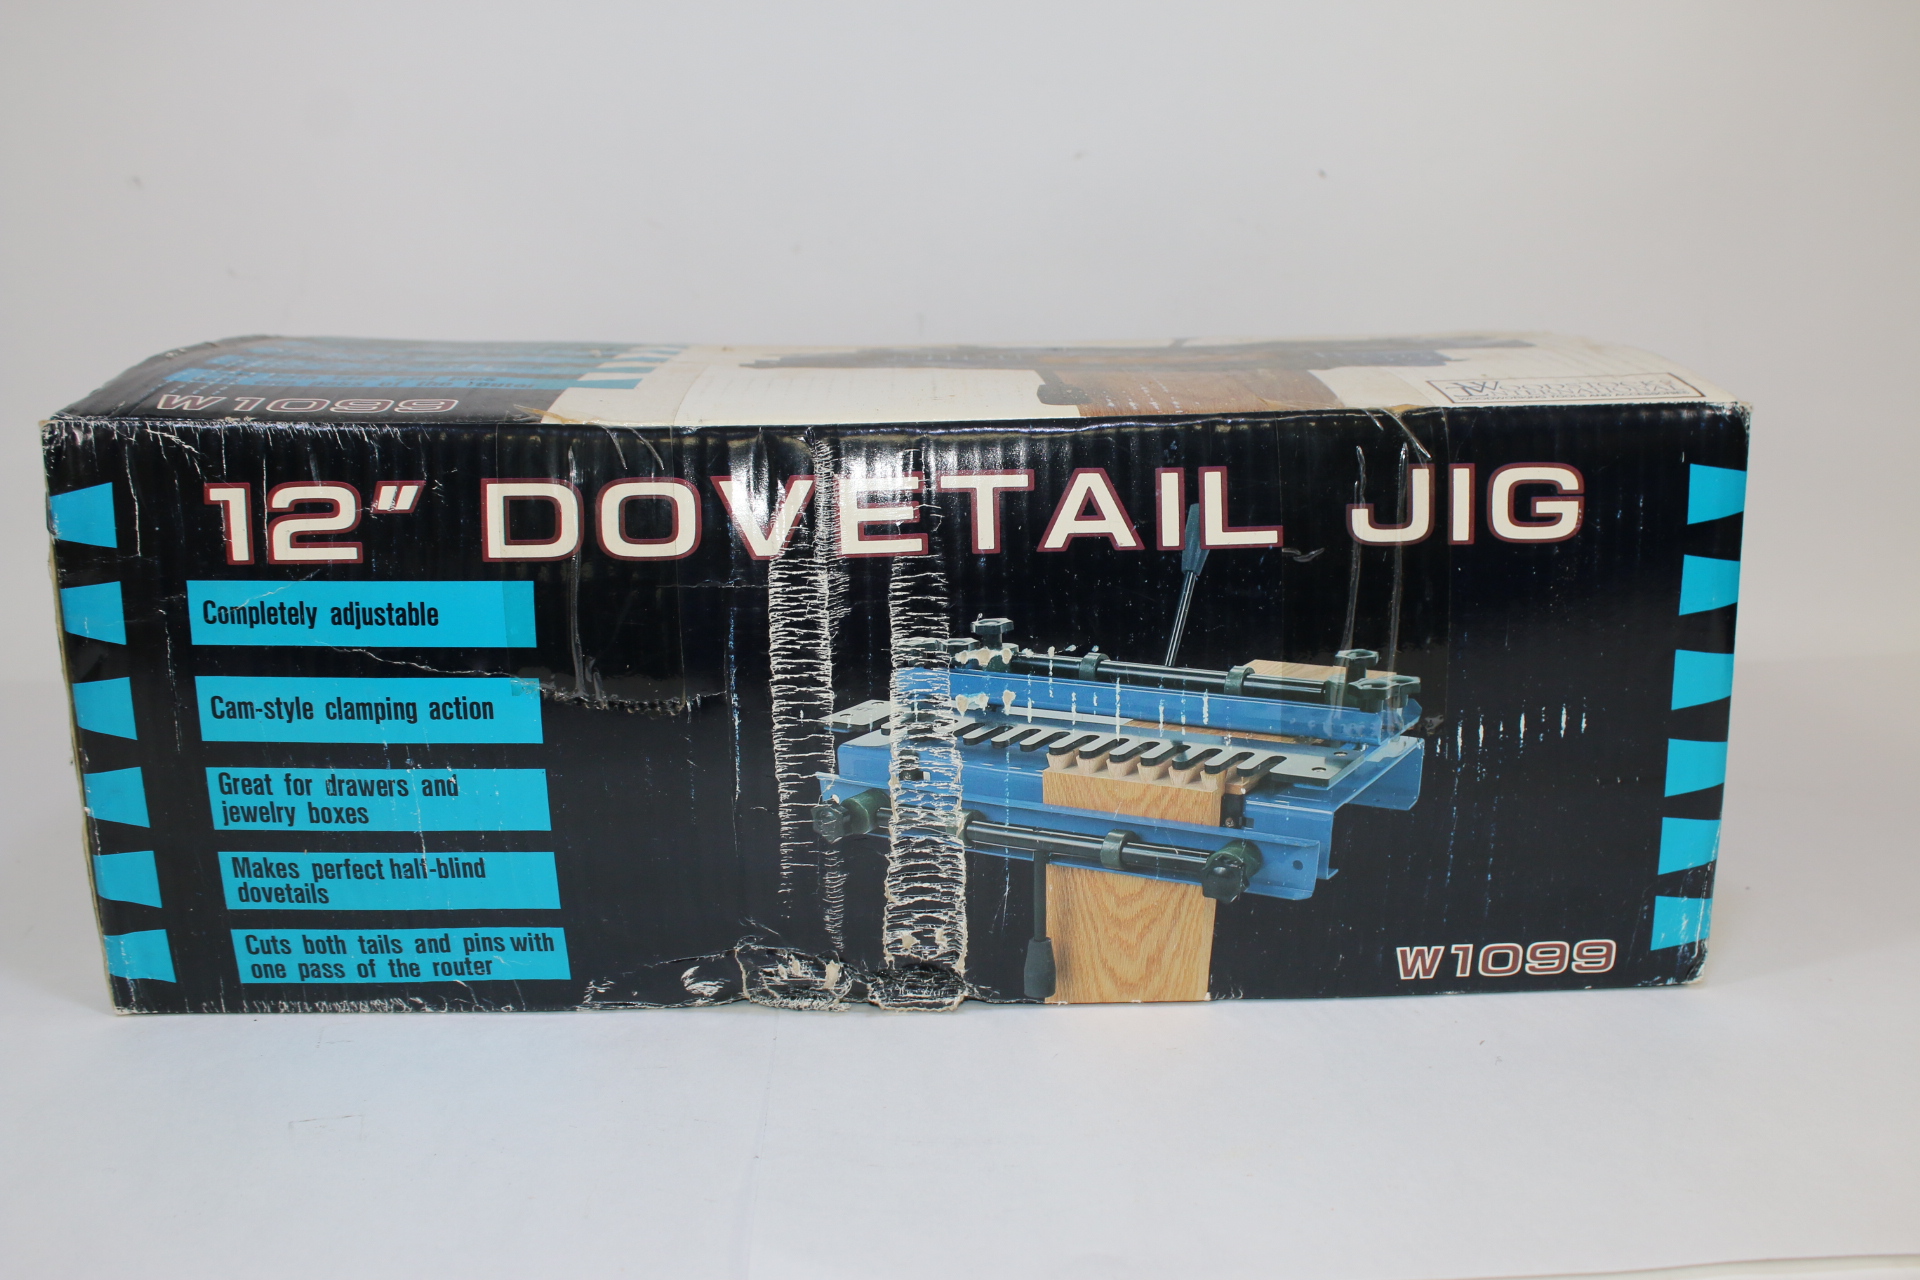 W1099
WOODSTOCK
12" DOVETAIL JIG
Completely adjustable
Cam-style clamping action
Great for drawers and
jewelry boxes
Makes perfect half-blind
dovetails
Cuts both tails and pins with
one pass of the router
W1099